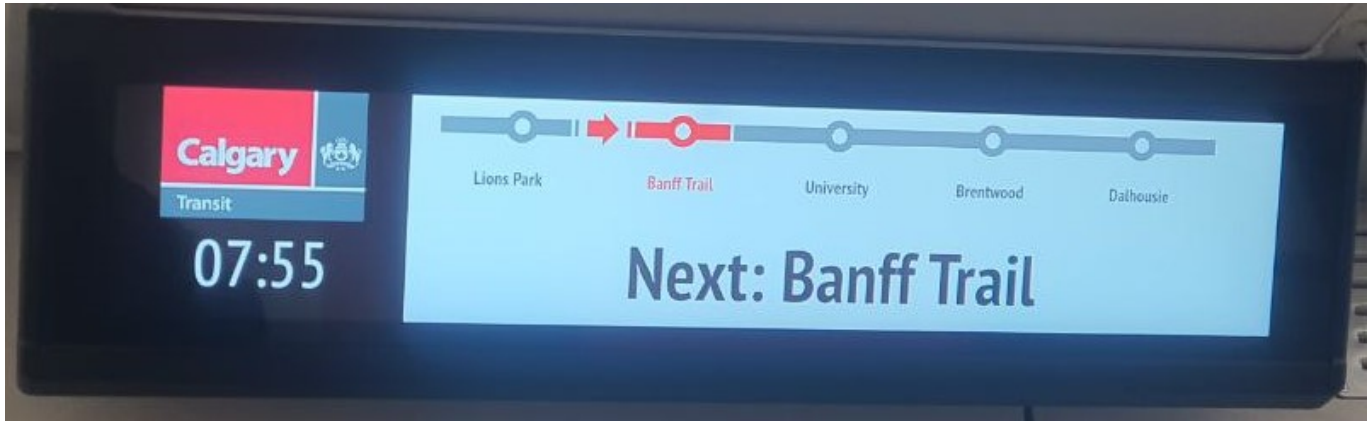 Calgary
Transit
07:55
Lions Park
Banff Trail
University
Brentwood
Dalhousie
Next: Banff Trail